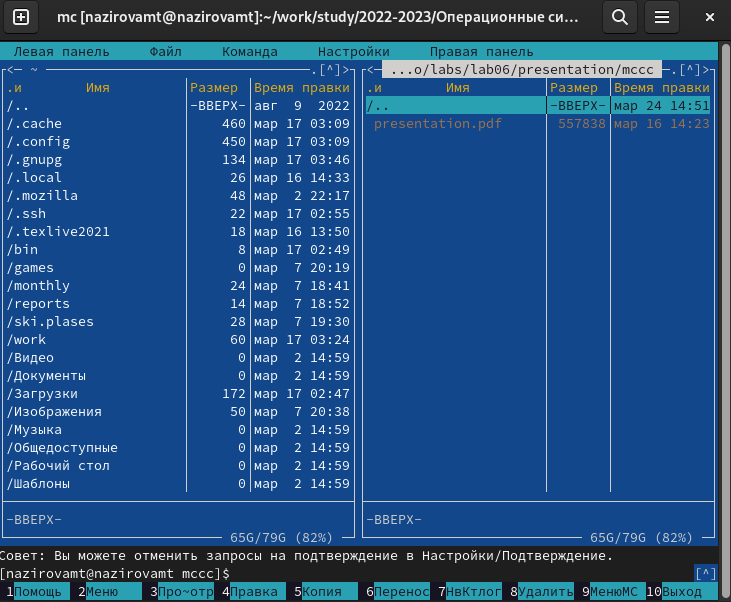 mc [nazirovamt@nazirovamt]:~/work/study/2022-2023/Операционные си...
Левая панель Файл Команда Настройки Правая панель
<— ~ .[^]> <— ...o/labs/lab06/presentation/mccc .[^]>
.и Имя Размер Время правки .и Имя Размер Время правки
/.. -ВВЕРХ- авг 9 2022 /.. -ВВЕРХ- мар 24 14:51
/.cache 460 мар 17 03:09 presentation.pdf 557838 мар 16 14:23
/.config 450 мар 17 03:09
/.gnupg 134 мар 17 03:46
/.local 26 мар 16 14:33
/.mozilla 48 мар 2 22:17
/.ssh 22 мар 17 02:55
/.texlive2021 18 мар 16 13:50
/bin 8 мар 17 02:49
/games 0 мар 7 20:19
/monthly 24 мар 7 18:41
/reports 14 мар 7 18:52
/ski.plases 28 мар 7 19:30
/work 60 мар 17 03:24
/Видео 0 мар 2 14:59
/Документы 0 мар 2 14:59
/Загрузки 172 мар 17 02:47
/Изображения 50 мар 7 20:38
/Музыка 0 мар 2 14:59
/Общедоступные 0 мар 2 14:59
/Рабочий стол 0 мар 2 14:59
/Шаблоны 0 мар 2 14:59
-ВВЕРХ- -ВВЕРХ-
65G/79G (82%) 65G/79G (82%)
Совет: Вы можете отменить запросы на подтверждение в Настройки/Подтверждение.
[nazirovamt@nazirovamt mccc]$ [^]
1Помощь 2Меню 3Про~отр 4Правка 5Копия 6Перенос 7НвКтлог 8Удалить 9МенюМС 10Выход